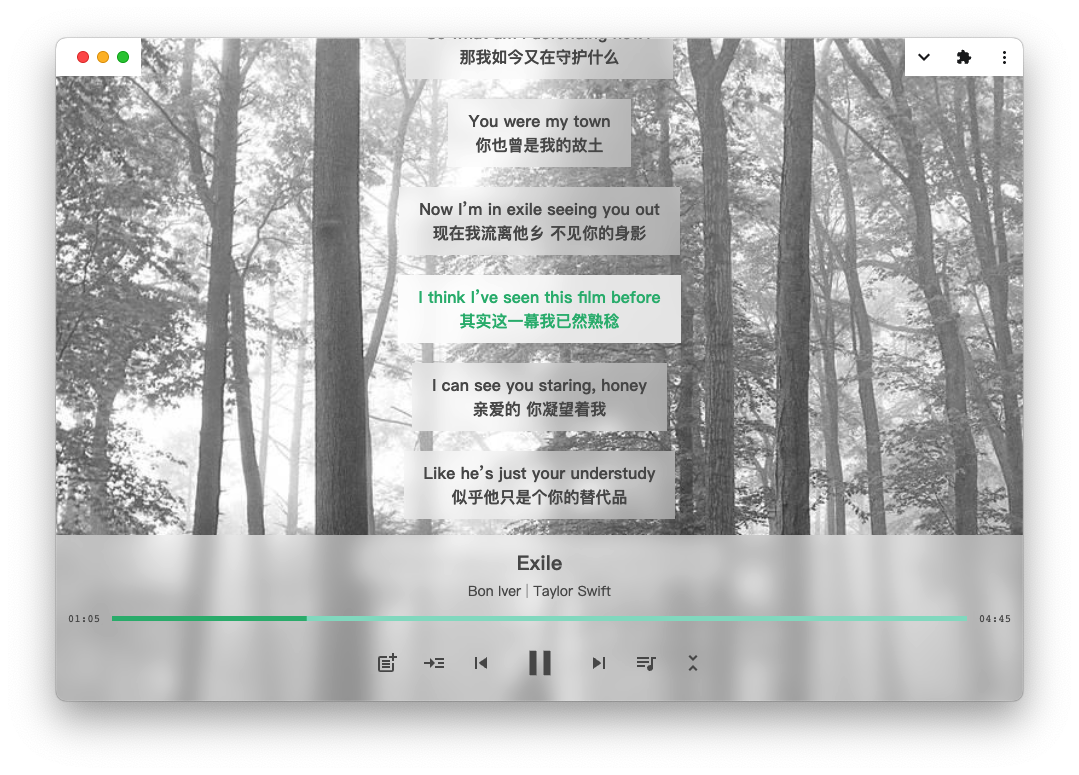 那我如今又在守护什么
You were my town
你也曾是我的故土
Now I’m in exile seeing you out
现在我流离他乡 不见你的身影
I think I’ve seen this film before
其实这一幕我已然熟稔
I can see you staring, honey
亲爱的 你凝望着我
Like he’s just your understudy
似乎他只是个你的替代品
Exile
Bon Iver | Taylor Swift
01:05
04:45